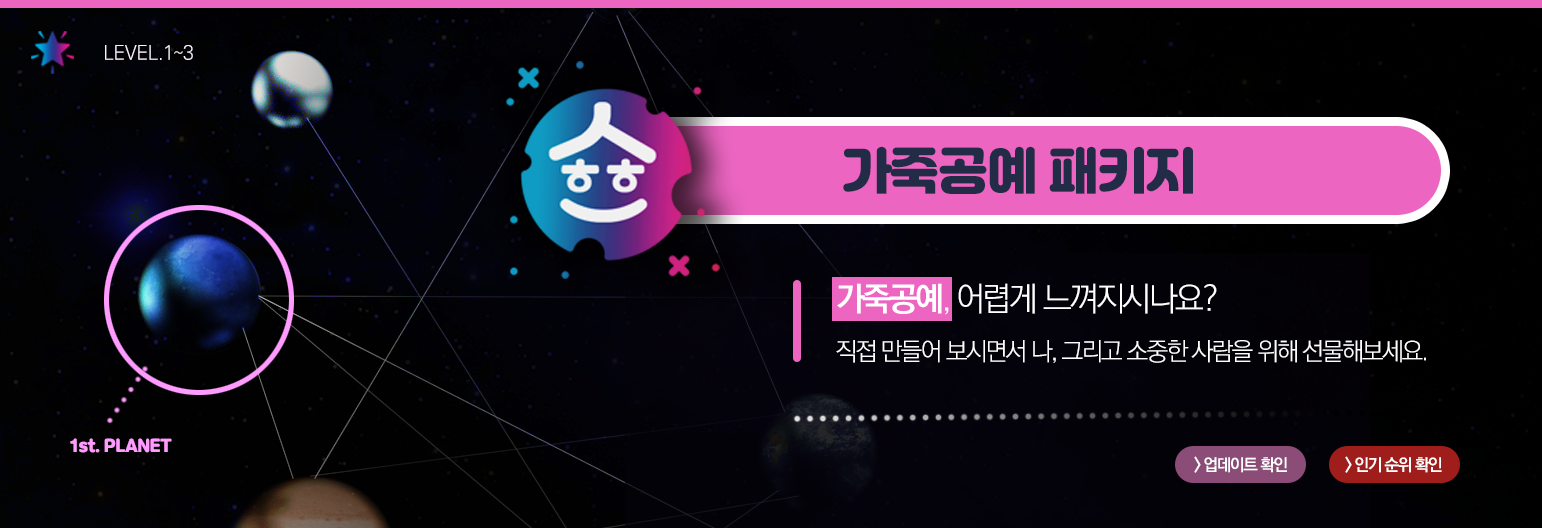 LEVEL.1~3
슿
가죽공예 패키지
가죽공예, 어렵게 느껴지시나요?
직접 만들어 보시면서 나, 그리고 소중한 사람을 위해 선물해보세요.
1st. PLANET
> 업데이트 확인
> 인기 순위 확인